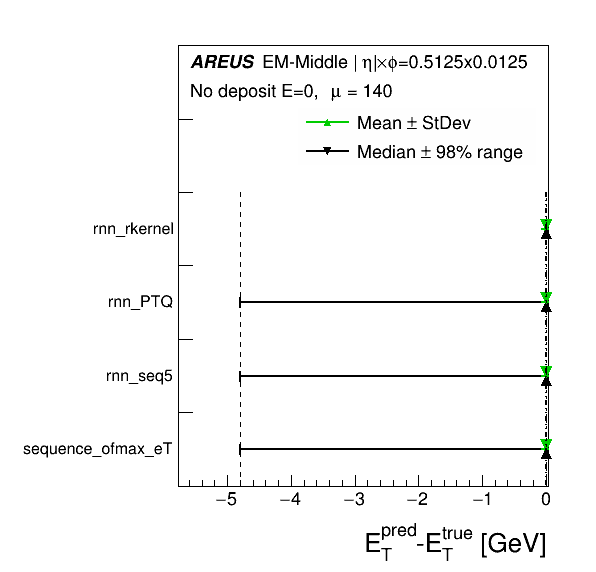 AREUS EM-Middle | η|×φ=0.5125x0.0125
No deposit E=0, μ = 140
Mean ± StDev
Median ± 98% range
rnn_rkernel
rnn_PTQ
rnn_seq5
sequence_ofmax_eT
−5 −4 −3 −2 −1 0
E_T^pred-E_T^true [GeV]